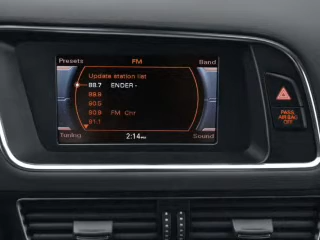 Presets FM Band
Update station list
88.7 ENDER-
89.9
90.5
90.9 FM Chr
91.1
Tuning 2:14PM Sound
PASS
AIR BAG
OFF